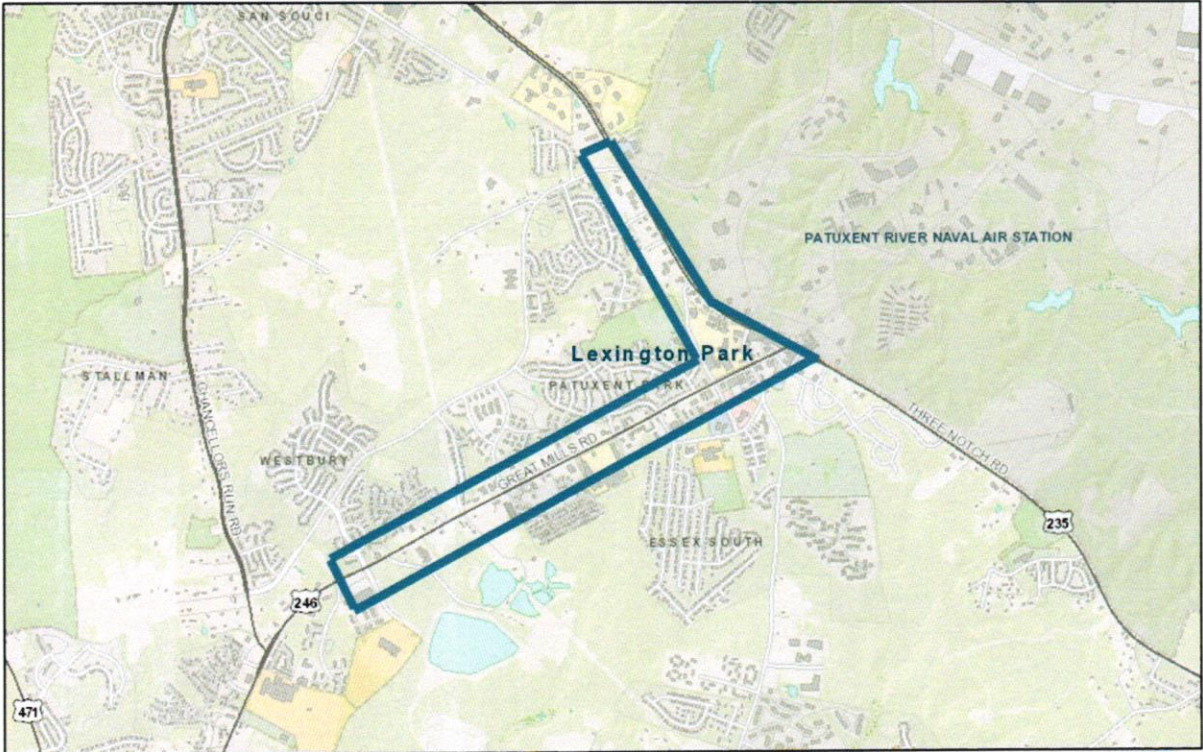 SAN SOUCI
PATUXENT RIVER NAVAL AIR STATION
Lexington Park
PATUXENT PARK
STALLMAN
CHANCELLORS RUN RD
THREE NOTCH RD
WESTBURY
GREAT MILLS RD
ESSEX SOUTH
235
246
471